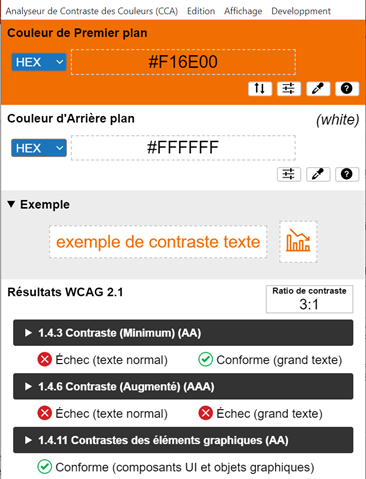 Analyseur de Contraste des Couleurs (CCA) Edition Affichage Developpment
Couleur de Premier plan
HEX #F16E00
Couleur d'Arrière plan (white)
HEX #FFFFFF
▼ Exemple
exemple de contraste texte
Résultats WCAG 2.1
Ratio de contraste
3:1
► 1.4.3 Contraste (Minimum) (AA)
Échec (texte normal) Conforme (grand texte)
► 1.4.6 Contraste (Augmenté) (AAA)
Échec (texte normal) Échec (grand texte)
► 1.4.11 Contrastes des éléments graphiques (AA)
Conforme (composants UI et objets graphiques)